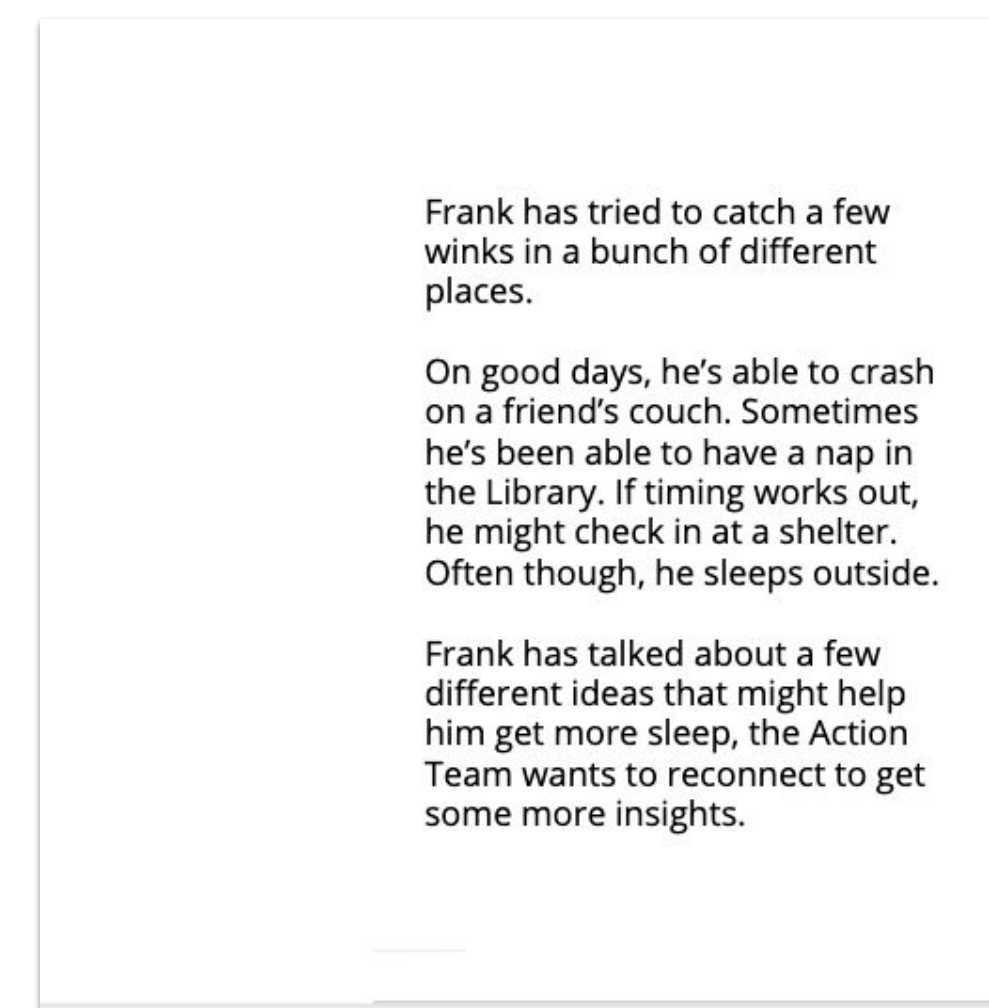 Frank has tried to catch a few
winks in a bunch of different
places.
On good days, he’s able to crash
on a friend’s couch. Sometimes
he’s been able to have a nap in
the Library. If timing works out,
he might check in at a shelter.
Often though, he sleeps outside.
Frank has talked about a few
different ideas that might help
him get more sleep, the Action
Team wants to reconnect to get
some more insights.